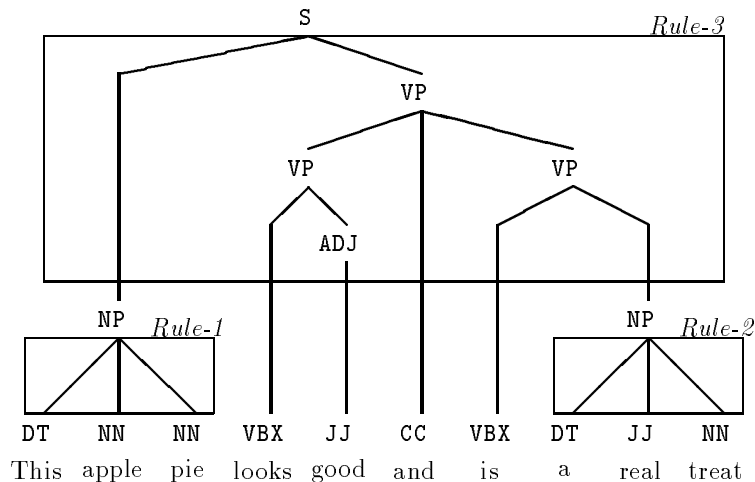 S
Rule-3
VP
VP VP
ADJ
NP Rule-1 NP Rule-2
DT NN NN VBX JJ CC VBX DT JJ NN
This apple pie looks good and is a real treat